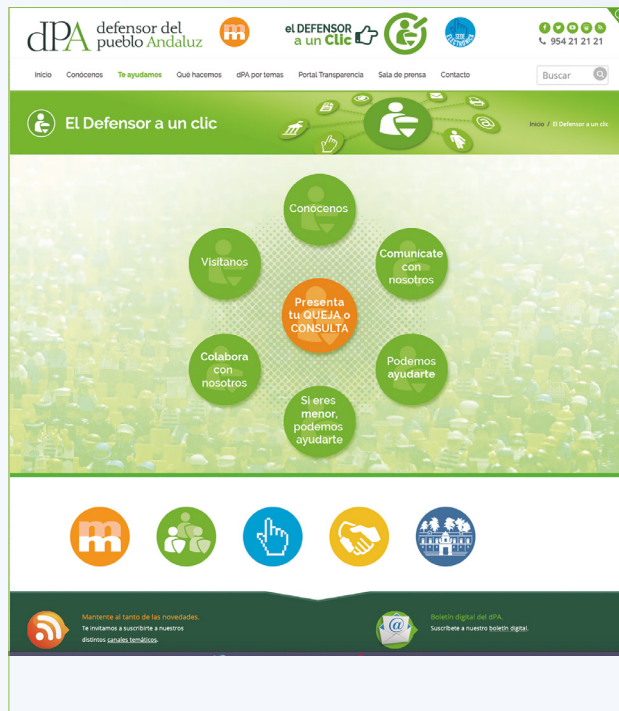 dPA defensor del
pueblo Andaluz
m
el DEFENSOR
a un Clic
SEDE
ELECTRÓNICA
954 21 21 21
Inicio Conócenos Te ayudamos Qué hacemos dPA por temas Portal Transparencia Sala de prensa Contacto
Buscar
El Defensor a un clic
Inicio / El Defensor a un clic
Conócenos
Visítanos
Comunícate
con
nosotros
Presenta
tu QUEJA o
CONSULTA
Colabora
con
nosotros
Podemos
ayudarte
Si eres
menor,
podemos
ayudarte
m
Mantente al tanto de las novedades.
Te invitamos a suscribirte a nuestros
distintos canales temáticos.
Boletín digital del dPA.
Suscríbete a nuestro boletín digital.